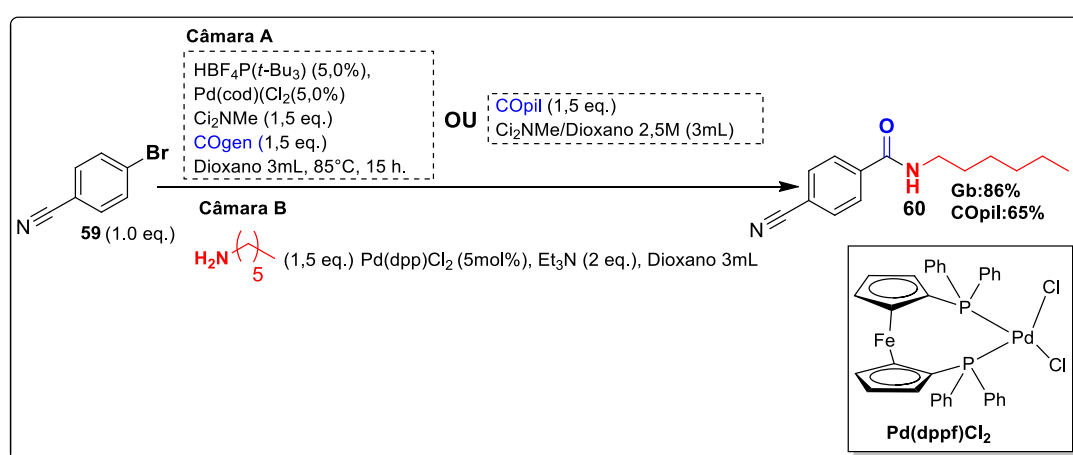 Câmara A
HBF₄P(t-Bu₃) (5,0%),
Pd(cod)(Cl₂(5,0%)
Ci₂NMe (1,5 eq.)
COgen (1,5 eq.)
Dioxano 3mL, 85°C, 15 h.
OU
COpil (1,5 eq.)
Ci₂NMe/Dioxano 2,5M (3mL)
Br
N
59 (1.0 eq.)
Câmara B
H₂N
5
(1,5 eq.) Pd(dpp)Cl₂ (5mol%), Et₃N (2 eq.), Dioxano 3mL
O
N
H
N
60
Gb:86%
COpil:65%
Ph
Ph
P
Cl
Fe
Pd
P
Cl
Ph
Ph
Ph
Ph
Pd(dppf)Cl₂